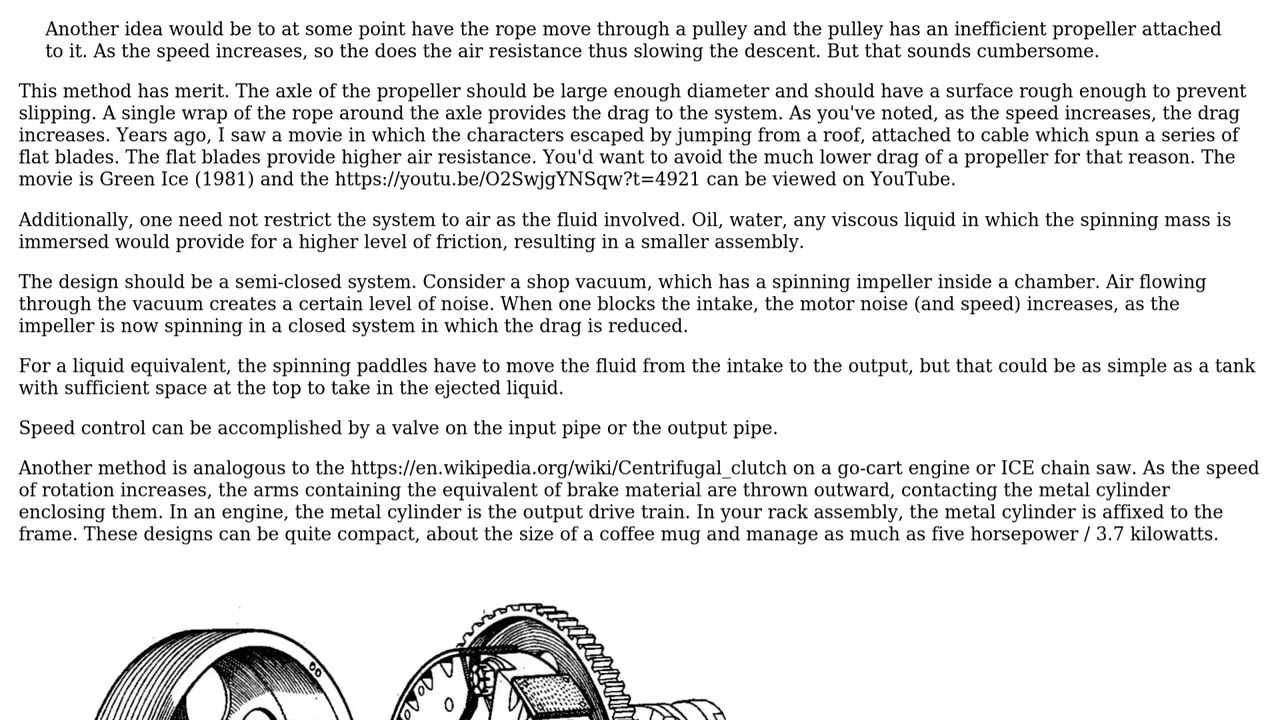 Another idea would be to at some point have the rope move through a pulley and the pulley has an inefficient propeller attached
to it. As the speed increases, so the does the air resistance thus slowing the descent. But that sounds cumbersome.
This method has merit. The axle of the propeller should be large enough diameter and should have a surface rough enough to prevent
slipping. A single wrap of the rope around the axle provides the drag to the system. As you've noted, as the speed increases, the drag
increases. Years ago, I saw a movie in which the characters escaped by jumping from a roof, attached to cable which spun a series of
flat blades. The flat blades provide higher air resistance. You'd want to avoid the much lower drag of a propeller for that reason. The
movie is Green Ice (1981) and the https://youtu.be/O2SwjgYNSqw?t=4921 can be viewed on YouTube.
Additionally, one need not restrict the system to air as the fluid involved. Oil, water, any viscous liquid in which the spinning mass is
immersed would provide for a higher level of friction, resulting in a smaller assembly.
The design should be a semi-closed system. Consider a shop vacuum, which has a spinning impeller inside a chamber. Air flowing
through the vacuum creates a certain level of noise. When one blocks the intake, the motor noise (and speed) increases, as the
impeller is now spinning in a closed system in which the drag is reduced.
For a liquid equivalent, the spinning paddles have to move the fluid from the intake to the output, but that could be as simple as a tank
with sufficient space at the top to take in the ejected liquid.
Speed control can be accomplished by a valve on the input pipe or the output pipe.
Another method is analogous to the https://en.wikipedia.org/wiki/Centrifugal_clutch on a go-cart engine or ICE chain saw. As the speed
of rotation increases, the arms containing the equivalent of brake material are thrown outward, contacting the metal cylinder
enclosing them. In an engine, the metal cylinder is the output drive train. In your rack assembly, the metal cylinder is affixed to the
frame. These designs can be quite compact, about the size of a coffee mug and manage as much as five horsepower / 3.7 kilowatts.